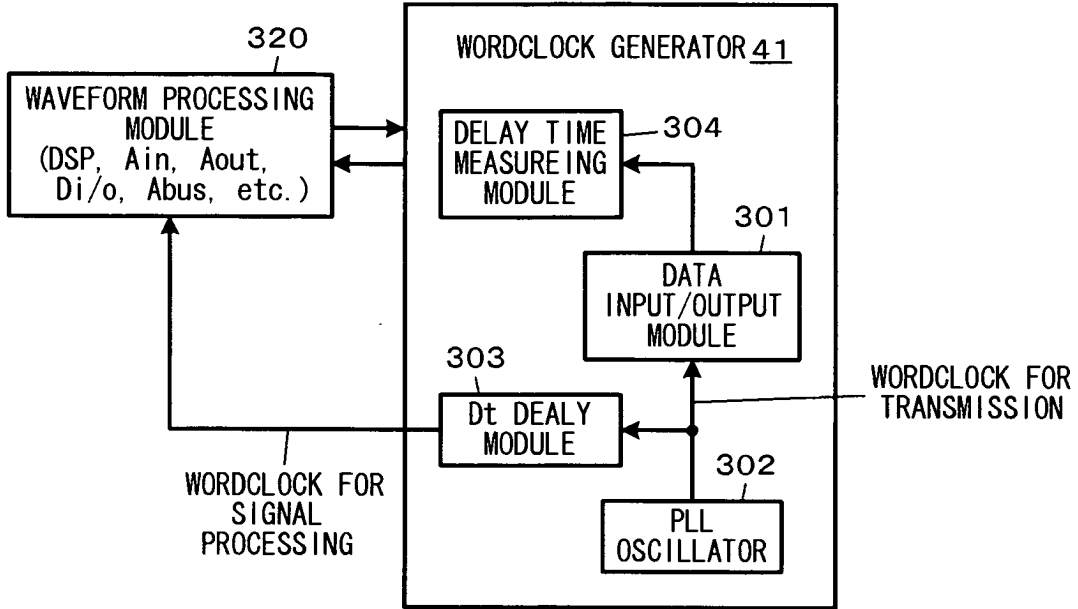 320
WAVEFORM PROCESSING
MODULE
(DSP, Ain, Aout,
Di/o, Abus, etc.)
WORDCLOCK GENERATOR 41
DELAY TIME
MEASUREING
MODULE
304
301
DATA
INPUT/OUTPUT
MODULE
303
Dt DEALY
MODULE
WORDCLOCK FOR
TRANSMISSION
302
PLL
OSCILLATOR
WORDCLOCK FOR
SIGNAL
PROCESSING